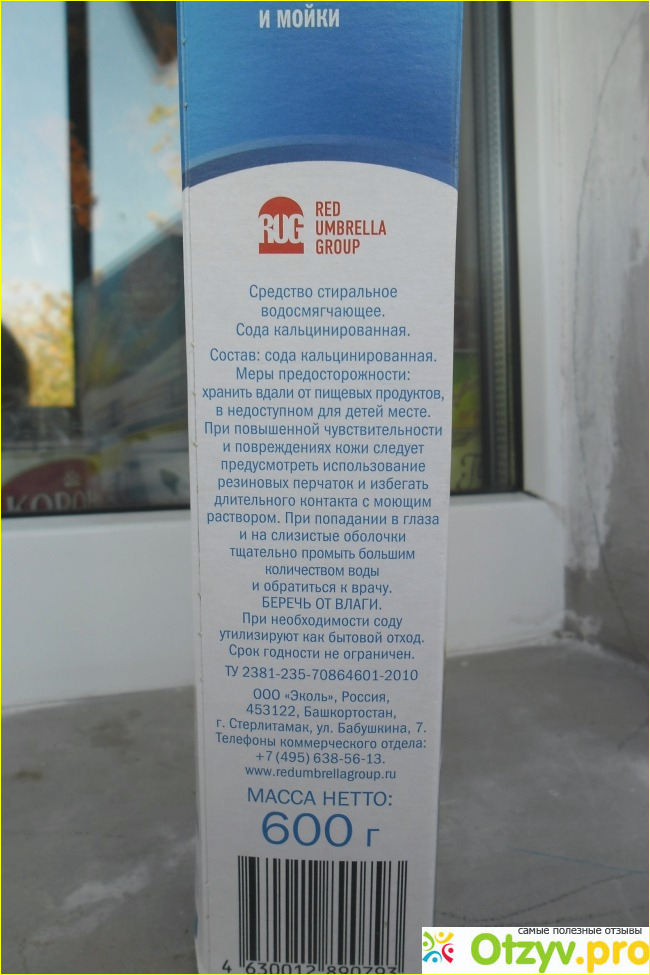 И МОЙКИ
RUG
RED
UMBRELLA
GROUP
Средство стиральное
водосмягчающее.
Сода кальцинированная.
Состав: сода кальцинированная.
Меры предосторожности:
хранить вдали от пищевых продуктов,
в недоступном для детей месте.
При повышенной чувствительности
и повреждениях кожи следует
предусмотреть использование
резиновых перчаток и избегать
длительного контакта с моющим
раствором. При попадании в глаза
и на слизистые оболочки
тщательно промыть большим
количеством воды
и обратиться к врачу.
БЕРЕЧЬ ОТ ВЛАГИ.
При необходимости соду
утилизируют как бытовой отход.
Срок годности не ограничен.
ТУ 2381-235-70864601-2010
ООО «Эколь», Россия,
453122, Башкортостан,
г. Стерлитамак, ул. Бабушкина, 7.
Телефоны коммерческого отдела:
+7 (495) 638-56-13.
www.redumbrellagroup.ru
МАССА НЕТТО:
600 г
4 630012 890793
самые полезные отзывы
Otzyv.pro